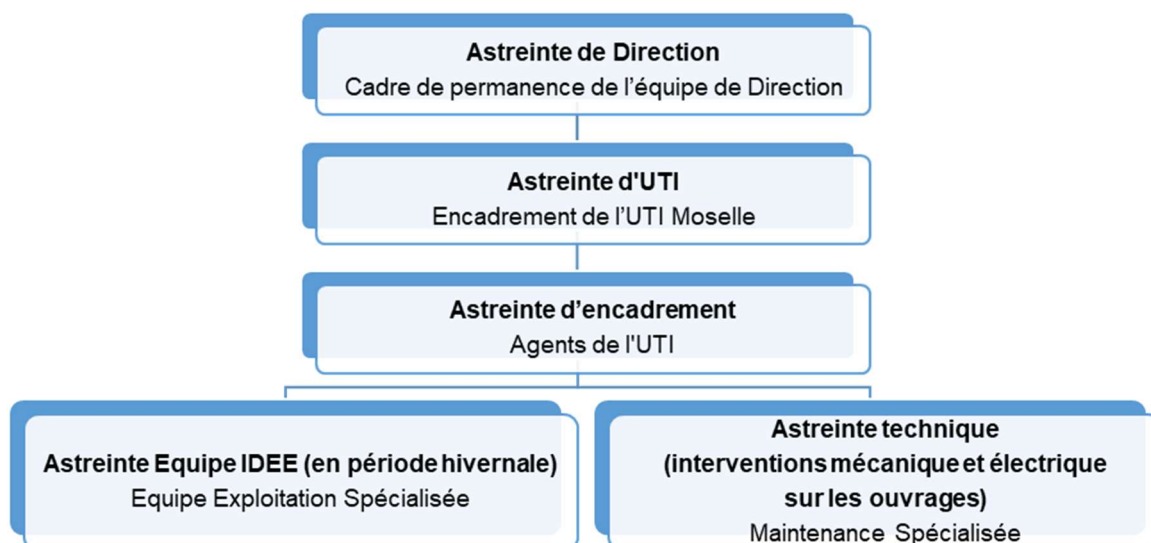 Astreinte de Direction
Cadre de permanence de l’équipe de Direction
Astreinte d'UTI
Encadrement de l’UTI Moselle
Astreinte d’encadrement
Agents de l'UTI
Astreinte Equipe IDEE (en période hivernale)
Equipe Exploitation Spécialisée
Astreinte technique
(interventions mécanique et électrique
sur les ouvrages)
Maintenance Spécialisée